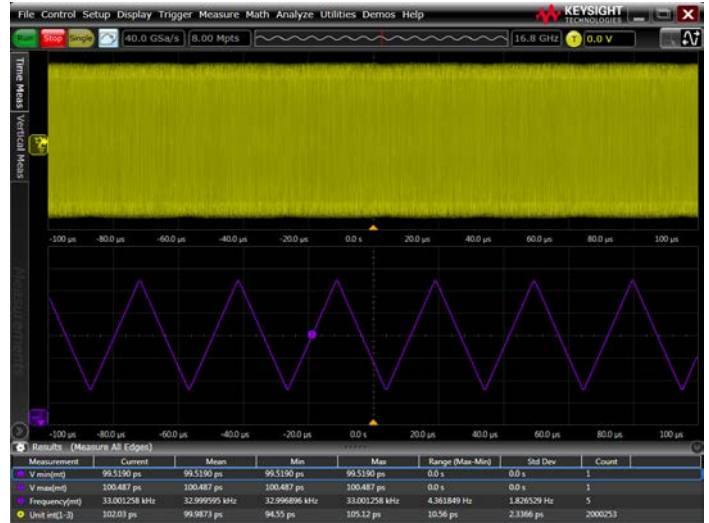 File Control Setup Display Trigger Measure Math Analyze Utilities Demos Help
KEYSIGHT
TECHNOLOGIES
Run Stop Single 40.0 GSa/s 8.00 Mpts 16.8 GHz T 0.0 V
Time Meas
Vertical Meas
-100 µs -80.0 µs -60.0 µs -40.0 µs -20.0 µs 0.0 s 20.0 µs 40.0 µs 60.0 µs 80.0 µs 100 µs
Measurements
-100 µs -80.0 µs -60.0 µs -40.0 µs -20.0 µs 0.0 s 20.0 µs 40.0 µs 60.0 µs 80.0 µs 100 µs
Results (Measure All Edges)
Measurement Current Mean Min Max Range (Max-Min) Std Dev Count
V min(mt) 99.5190 ps 99.5190 ps 99.5190 ps 99.5190 ps 0.0 s 0.0 s 1
V max(mt) 100.487 ps 100.487 ps 100.487 ps 100.487 ps 0.0 s 0.0 s 1
Frequency(mt) 33.001258 kHz 32.999595 kHz 32.996896 kHz 33.001258 kHz 4.361849 Hz 1.826529 Hz 5
Unit int(1-3) 102.03 ps 99.9873 ps 94.55 ps 105.12 ps 10.56 ps 2.3366 ps 2000253